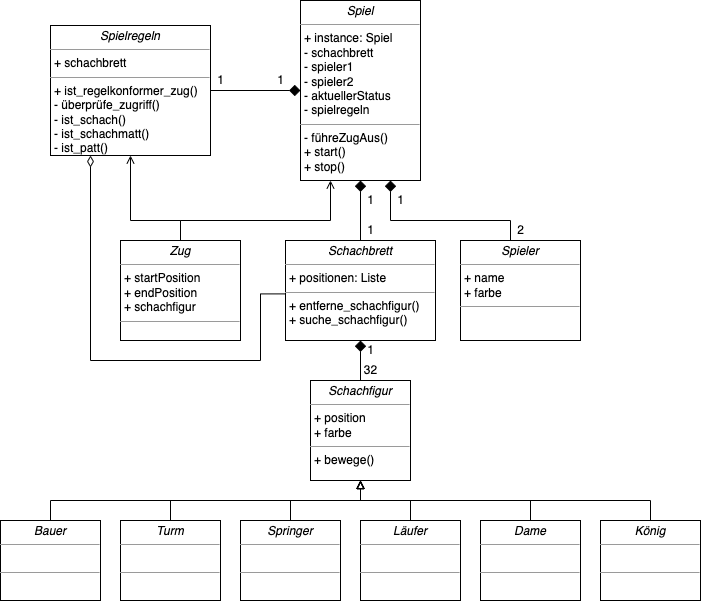 Spielregeln
+ schachbrett
+ ist_regelkonformer_zug()
- überprüfe_zugriff()
- ist_schach()
- ist_schachmatt()
- ist_patt()
1
1
Spiel
+ instance: Spiel
- schachbrett
- spieler1
- spieler2
- aktuellerStatus
- spielregeln
- führeZugAus()
+ start()
+ stop()
1
1
1
2
Zug
+ startPosition
+ endPosition
+ schachfigur
Schachbrett
+ positionen: Liste
+ entferne_schachfigur()
+ suche_schachfigur()
Spieler
+ name
+ farbe
1
32
Schachfigur
+ position
+ farbe
+ bewege()
Bauer
Turm
Springer
Läufer
Dame
König